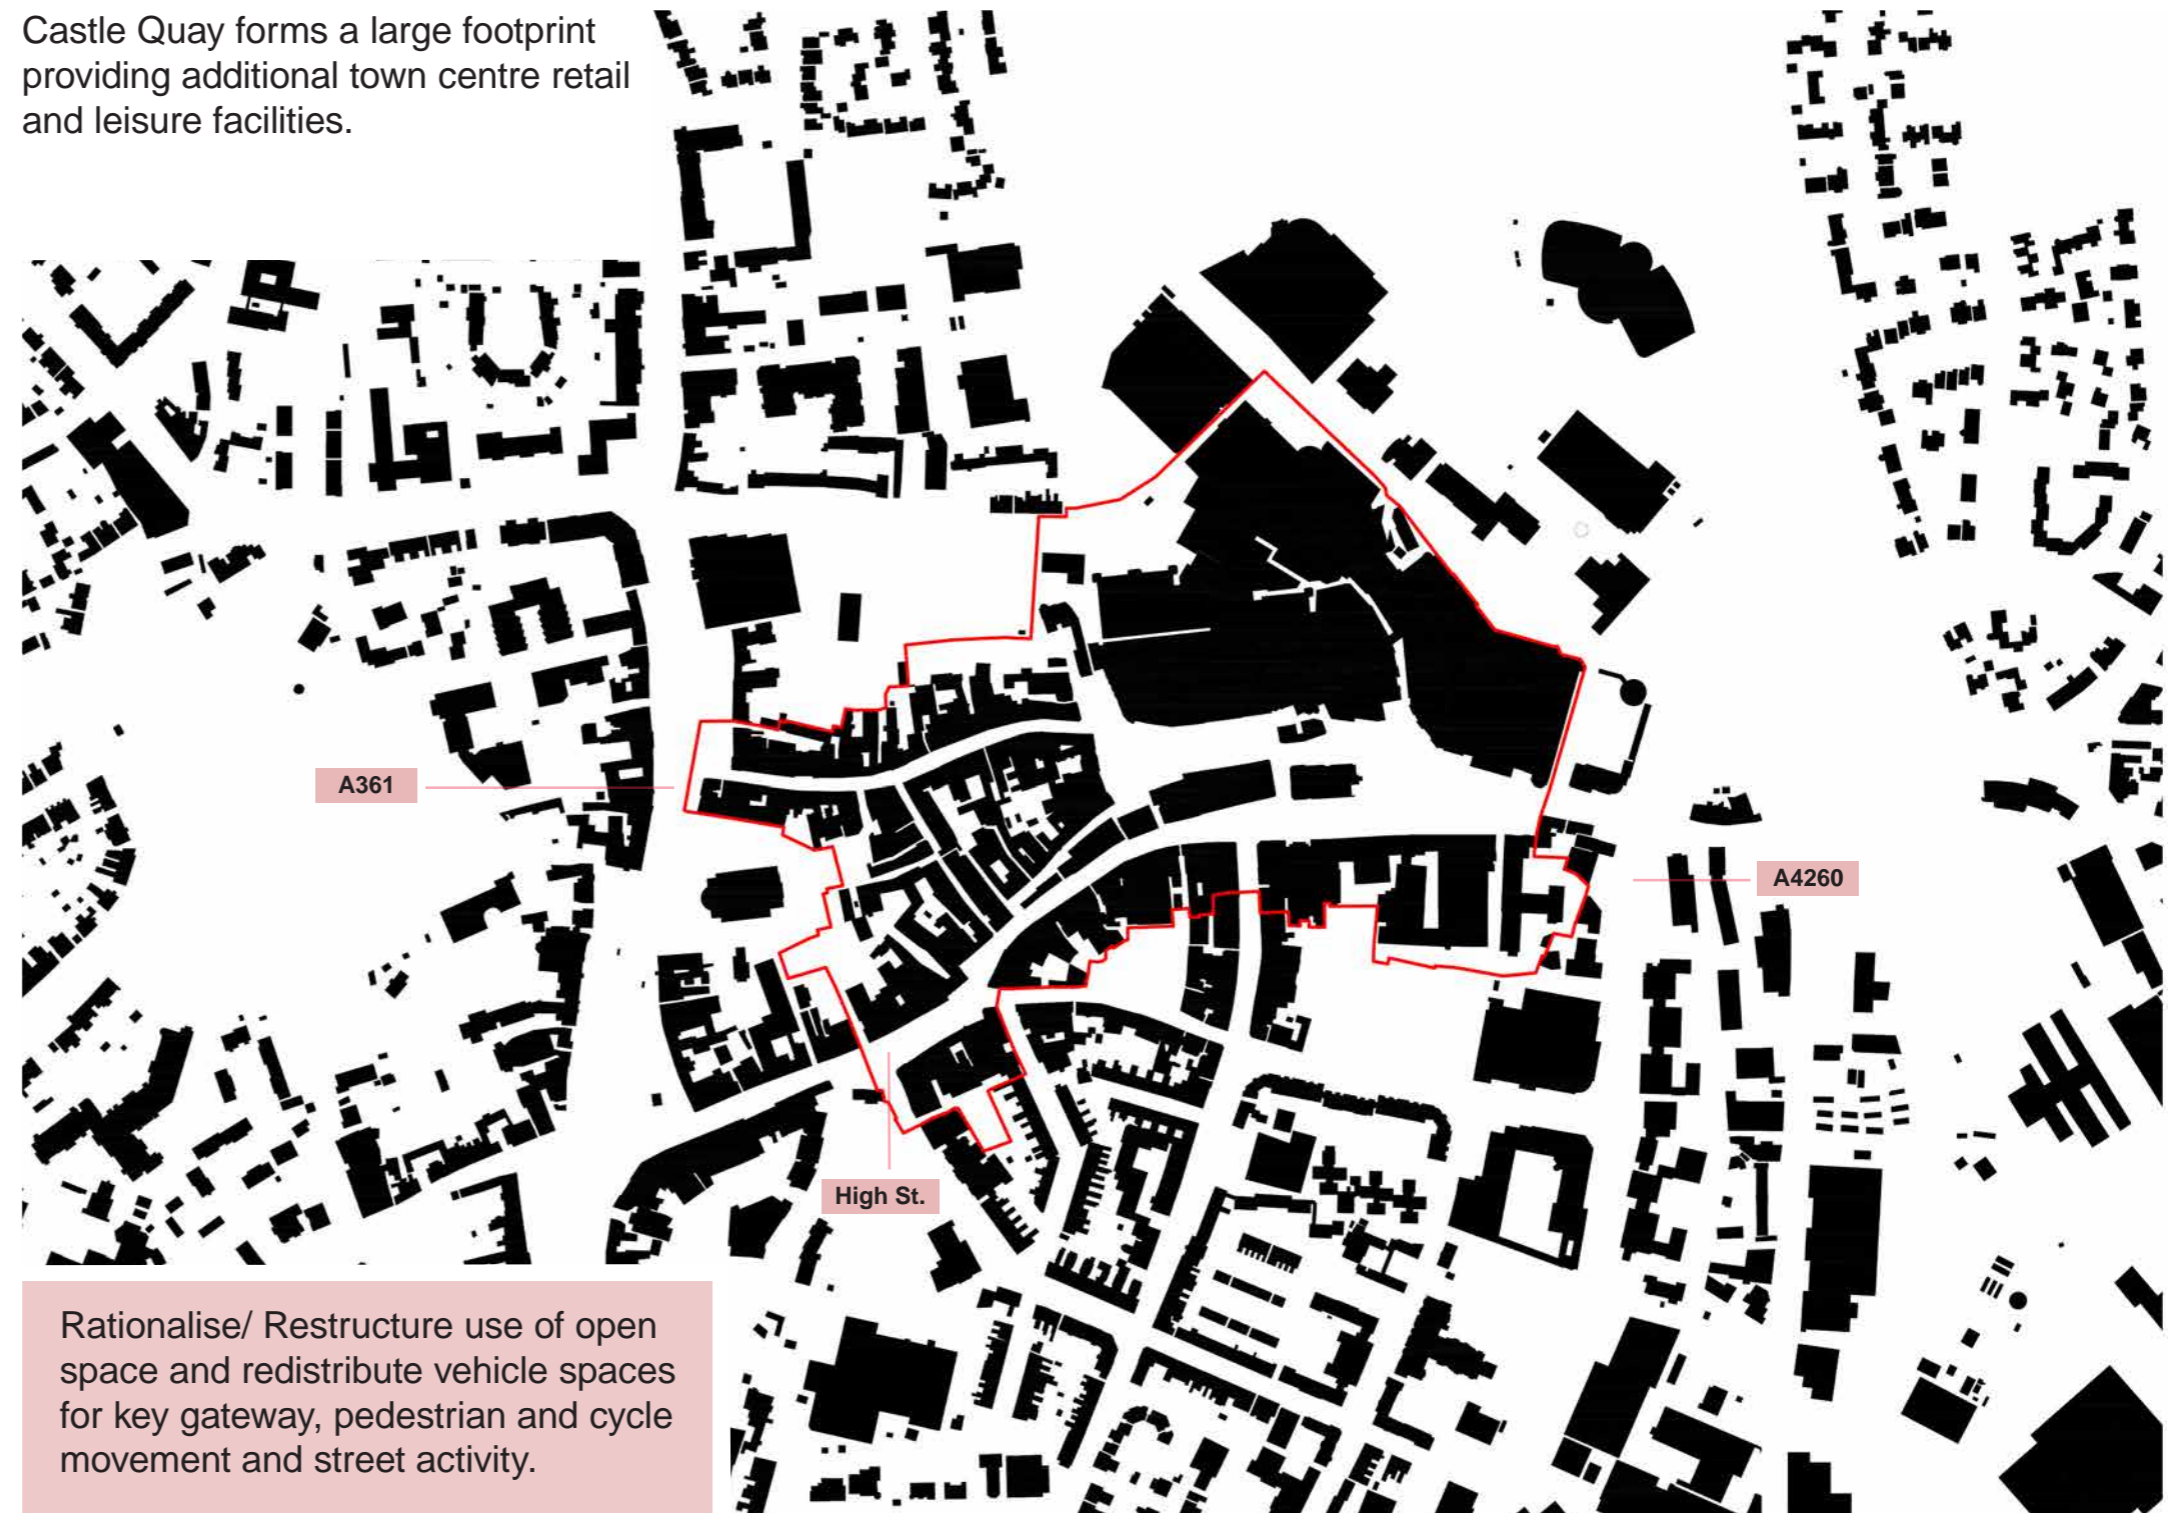 Castle Quay forms a large footprint
providing additional town centre retail
and leisure facilities.
A361
A4260
High St.
Rationalise/ Restructure use of open
space and redistribute vehicle spaces
for key gateway, pedestrian and cycle
movement and street activity.